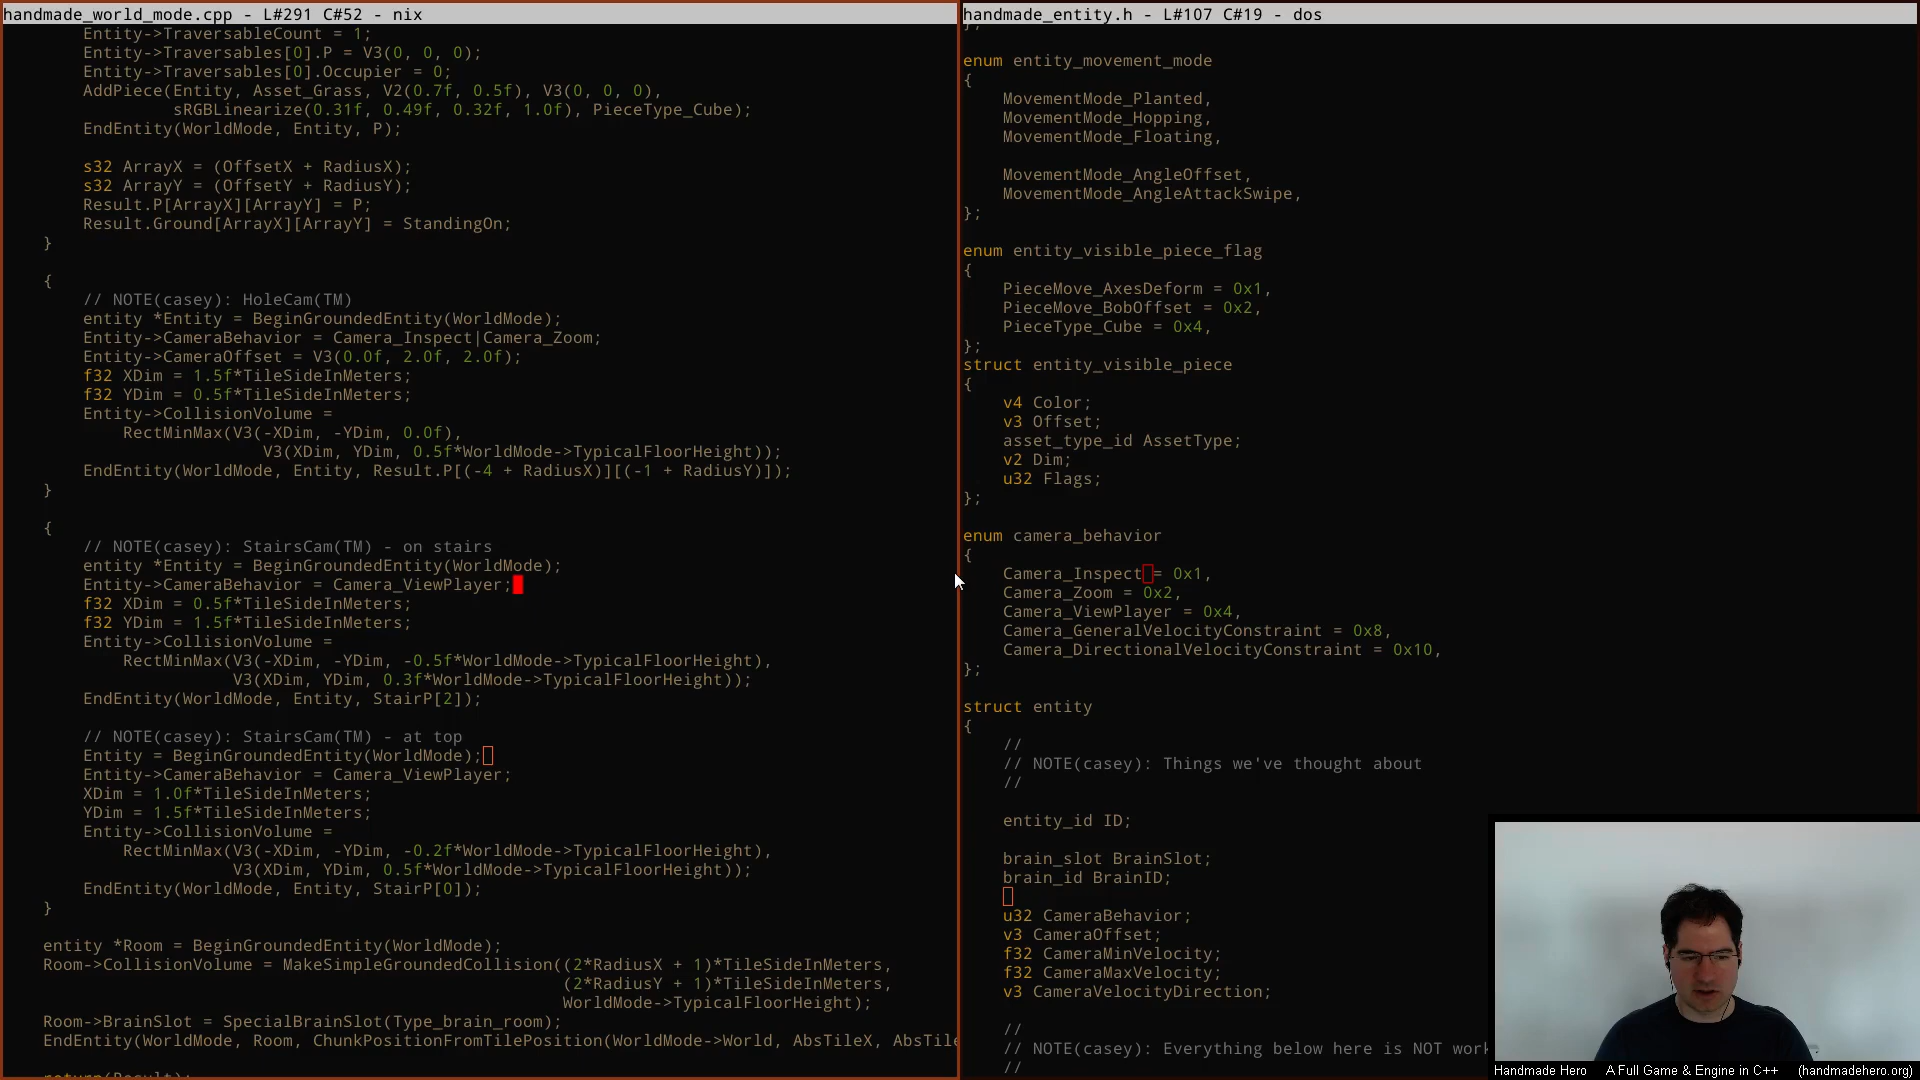 handmade_world_mode.cpp - L#291 C#52 - nix
Entity->TraversableCount = 1;
Entity->Traversables[0].P = V3(0, 0, 0);
Entity->Traversables[0].Occupier = 0;
AddPiece(Entity, Asset_Grass, V2(0.7f, 0.5f), V3(0, 0, 0),
sRGBLinearize(0.31f, 0.49f, 0.32f, 1.0f), PieceType_Cube);
EndEntity(WorldMode, Entity, P);
s32 ArrayX = (OffsetX + RadiusX);
s32 ArrayY = (OffsetY + RadiusY);
Result.P[ArrayX][ArrayY] = P;
Result.Ground[ArrayX][ArrayY] = StandingOn;
}
{
// NOTE(casey): HoleCam(TM)
entity *Entity = BeginGroundedEntity(WorldMode);
Entity->CameraBehavior = Camera_Inspect|Camera_Zoom;
Entity->CameraOffset = V3(0.0f, 2.0f, 2.0f);
f32 XDim = 1.5f*TileSideInMeters;
f32 YDim = 0.5f*TileSideInMeters;
Entity->CollisionVolume =
RectMinMax(V3(-XDim, -YDim, 0.0f),
V3(XDim, YDim, 0.5f*WorldMode->TypicalFloorHeight));
EndEntity(WorldMode, Entity, Result.P[(-4 + RadiusX)][(-1 + RadiusY)]);
}
{
// NOTE(casey): StairsCam(TM) - on stairs
entity *Entity = BeginGroundedEntity(WorldMode);
Entity->CameraBehavior = Camera_ViewPlayer;
f32 XDim = 0.5f*TileSideInMeters;
f32 YDim = 1.5f*TileSideInMeters;
Entity->CollisionVolume =
RectMinMax(V3(-XDim, -YDim, -0.5f*WorldMode->TypicalFloorHeight),
V3(XDim, YDim, 0.3f*WorldMode->TypicalFloorHeight));
EndEntity(WorldMode, Entity, StairP[2]);
// NOTE(casey): StairsCam(TM) - at top
Entity = BeginGroundedEntity(WorldMode);
Entity->CameraBehavior = Camera_ViewPlayer;
XDim = 1.0f*TileSideInMeters;
YDim = 1.5f*TileSideInMeters;
Entity->CollisionVolume =
RectMinMax(V3(-XDim, -YDim, -0.2f*WorldMode->TypicalFloorHeight),
V3(XDim, YDim, 0.5f*WorldMode->TypicalFloorHeight));
EndEntity(WorldMode, Entity, StairP[0]);
}
entity *Room = BeginGroundedEntity(WorldMode);
Room->CollisionVolume = MakeSimpleGroundedCollision((2*RadiusX + 1)*TileSideInMeters,
(2*RadiusY + 1)*TileSideInMeters,
WorldMode->TypicalFloorHeight);
Room->BrainSlot = SpecialBrainSlot(Type_brain_room);
EndEntity(WorldMode, Room, ChunkPositionFromTilePosition(WorldMode->World, AbsTileX, AbsTile
return(Result);
handmade_entity.h - L#107 C#19 - dos
};
enum entity_movement_mode
{
MovementMode_Planted,
MovementMode_Hopping,
MovementMode_Floating,
MovementMode_AngleOffset,
MovementMode_AngleAttackSwipe,
};
enum entity_visible_piece_flag
{
PieceMove_AxesDeform = 0x1,
PieceMove_BobOffset = 0x2,
PieceType_Cube = 0x4,
};
struct entity_visible_piece
{
v4 Color;
v3 Offset;
asset_type_id AssetType;
v2 Dim;
u32 Flags;
};
enum camera_behavior
{
Camera_Inspect = 0x1,
Camera_Zoom = 0x2,
Camera_ViewPlayer = 0x4,
Camera_GeneralVelocityConstraint = 0x8,
Camera_DirectionalVelocityConstraint = 0x10,
};
struct entity
{
//
// NOTE(casey): Things we've thought about
//
entity_id ID;
brain_slot BrainSlot;
brain_id BrainID;
u32 CameraBehavior;
v3 CameraOffset;
f32 CameraMinVelocity;
f32 CameraMaxVelocity;
v3 CameraVelocityDirection;
//
// NOTE(casey): Everything below here is NOT work
//
Handmade Hero A Full Game & Engine in C++ (handmadehero.org)